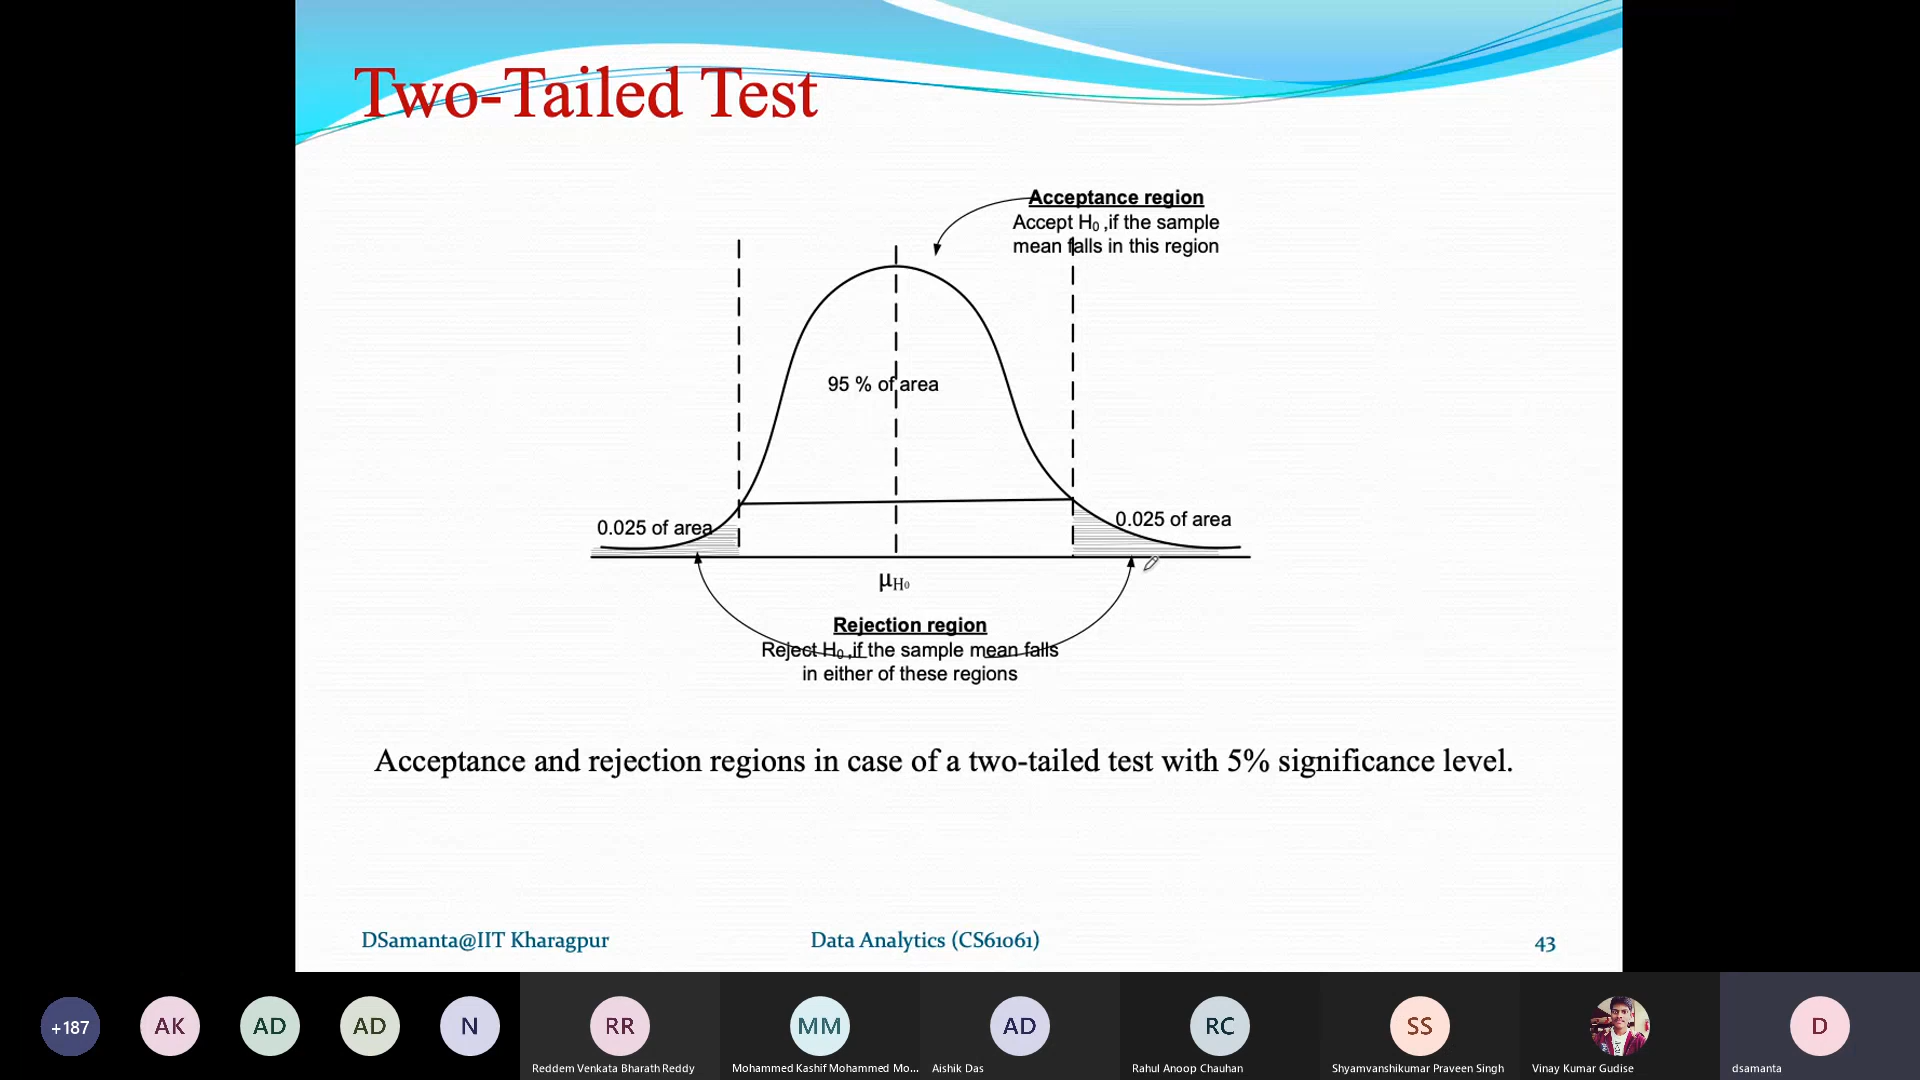 Two-Tailed Test
Acceptance region
Accept H₀ ,if the sample
mean falls in this region
95 % of area
0.025 of area
0.025 of area
μH₀
Rejection region
Reject H₀ ,if the sample mean falls
in either of these regions
Acceptance and rejection regions in case of a two-tailed test with 5% significance level.
DSamanta@IIT Kharagpur
Data Analytics (CS61061)
43
+187
AK
AD
AD
N
RR
MM
AD
RC
SS
D
Reddem Venkata Bharath Reddy
Mohammed Kashif Mohammed Mo...
Aishik Das
Rahul Anoop Chauhan
Shyamvanshikumar Praveen Singh
Vinay Kumar Gudise
dsamanta